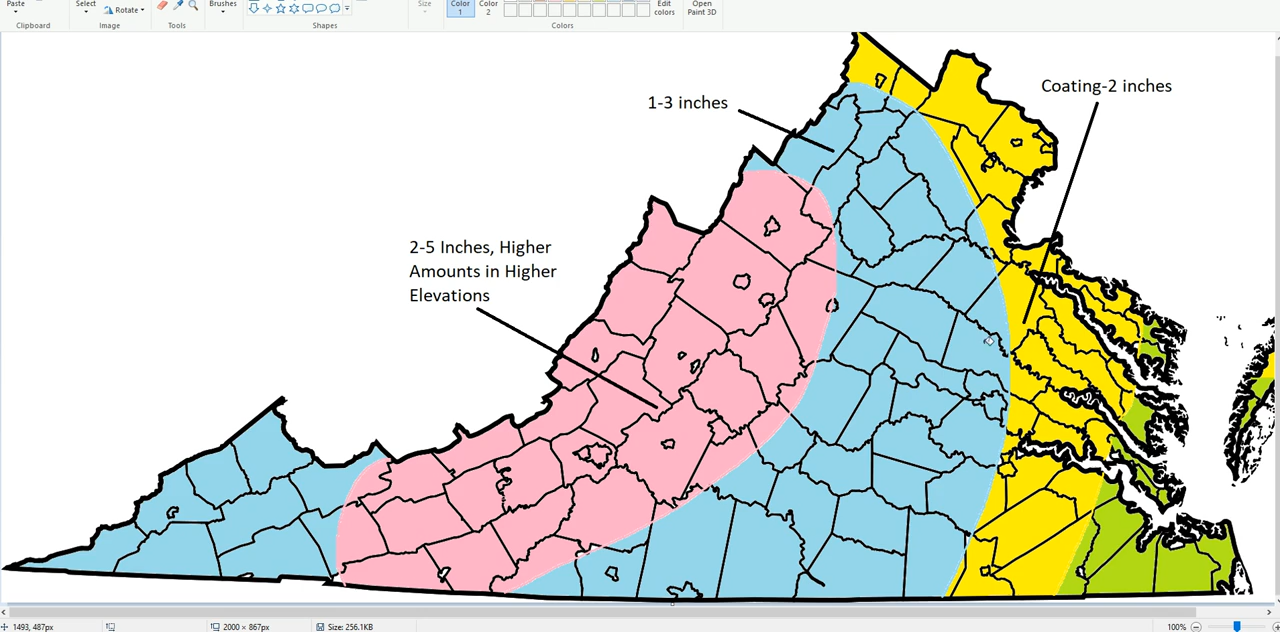 Paste
Select
Rotate
Brushes
Size
Color
1
Color
2
Edit
colors
Open
Paint 3D
Clipboard
Image
Tools
Shapes
Colors
Coating-2 inches
1-3 inches
2-5 Inches, Higher
Amounts in Higher
Elevations
1493, 487px
2000 × 867px
Size: 256.1KB
100%